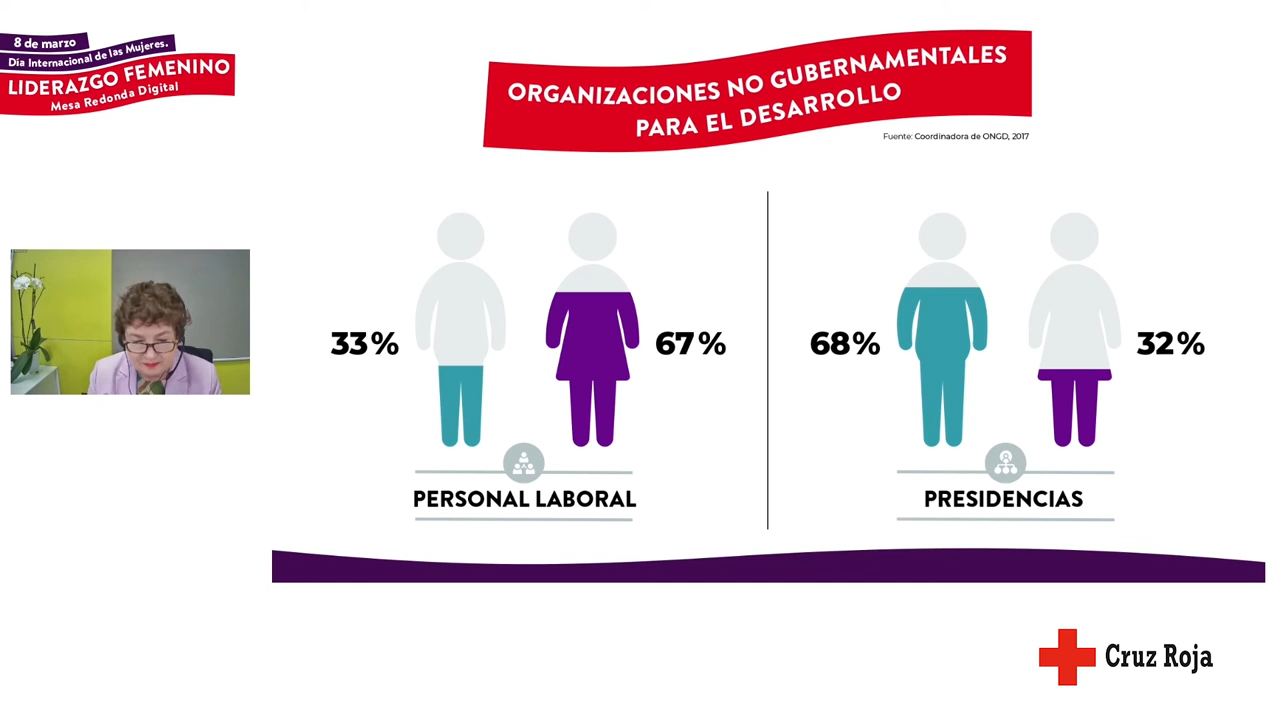 8 de marzo.
Día Internacional de las Mujeres.
LIDERAZGO FEMENINO
Mesa Redonda Digital
ORGANIZACIONES NO GUBERNAMENTALES
PARA EL DESARROLLO
Fuente: Coordinadora de ONGD, 2017
33%
67%
68%
32%
PERSONAL LABORAL
PRESIDENCIAS
Cruz Roja